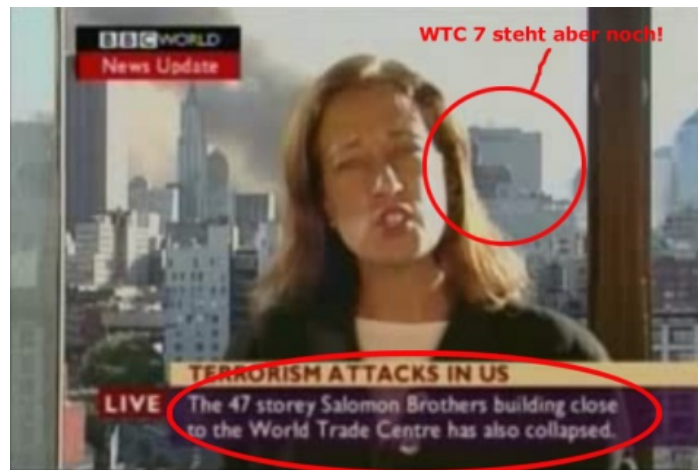 BBC WORLD
News Update
WTC 7 steht aber noch!
TERRORISM ATTACKS IN US
LIVE
The 47 storey Salomon Brothers building close
to the World Trade Centre has also collapsed.